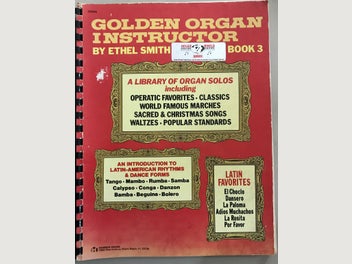 GOLDEN ORGAN
INSTRUCTOR
BY ETHEL SMITH
BOOK 3
A LIBRARY OF ORGAN SOLOS
including
OPERATIC FAVORITES - CLASSICS
WORLD FAMOUS MARCHES
SACRED & CHRISTMAS SONGS
WALTZES - POPULAR STANDARDS
AN INTRODUCTION TO
LATIN-AMERICAN RHYTHMS
& DANCE FORMS
Tango - Mambo - Rumba - Samba
Calypso - Conga - Danzon
Bamba - Beguine - Bolero
LATIN
FAVORITES
El Choclo
Dansero
La Paloma
Adios Muchachos
La Rosita
Por Favor